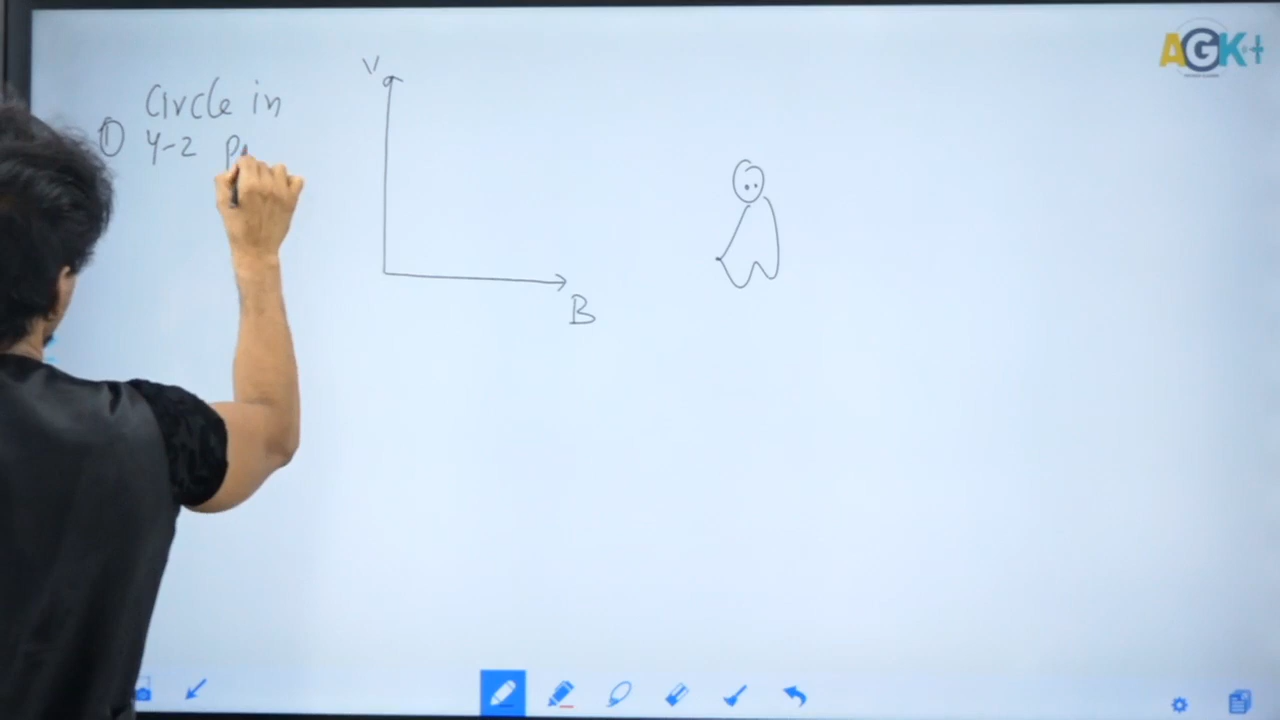 Circle in
① y-z p
V
B
AGK